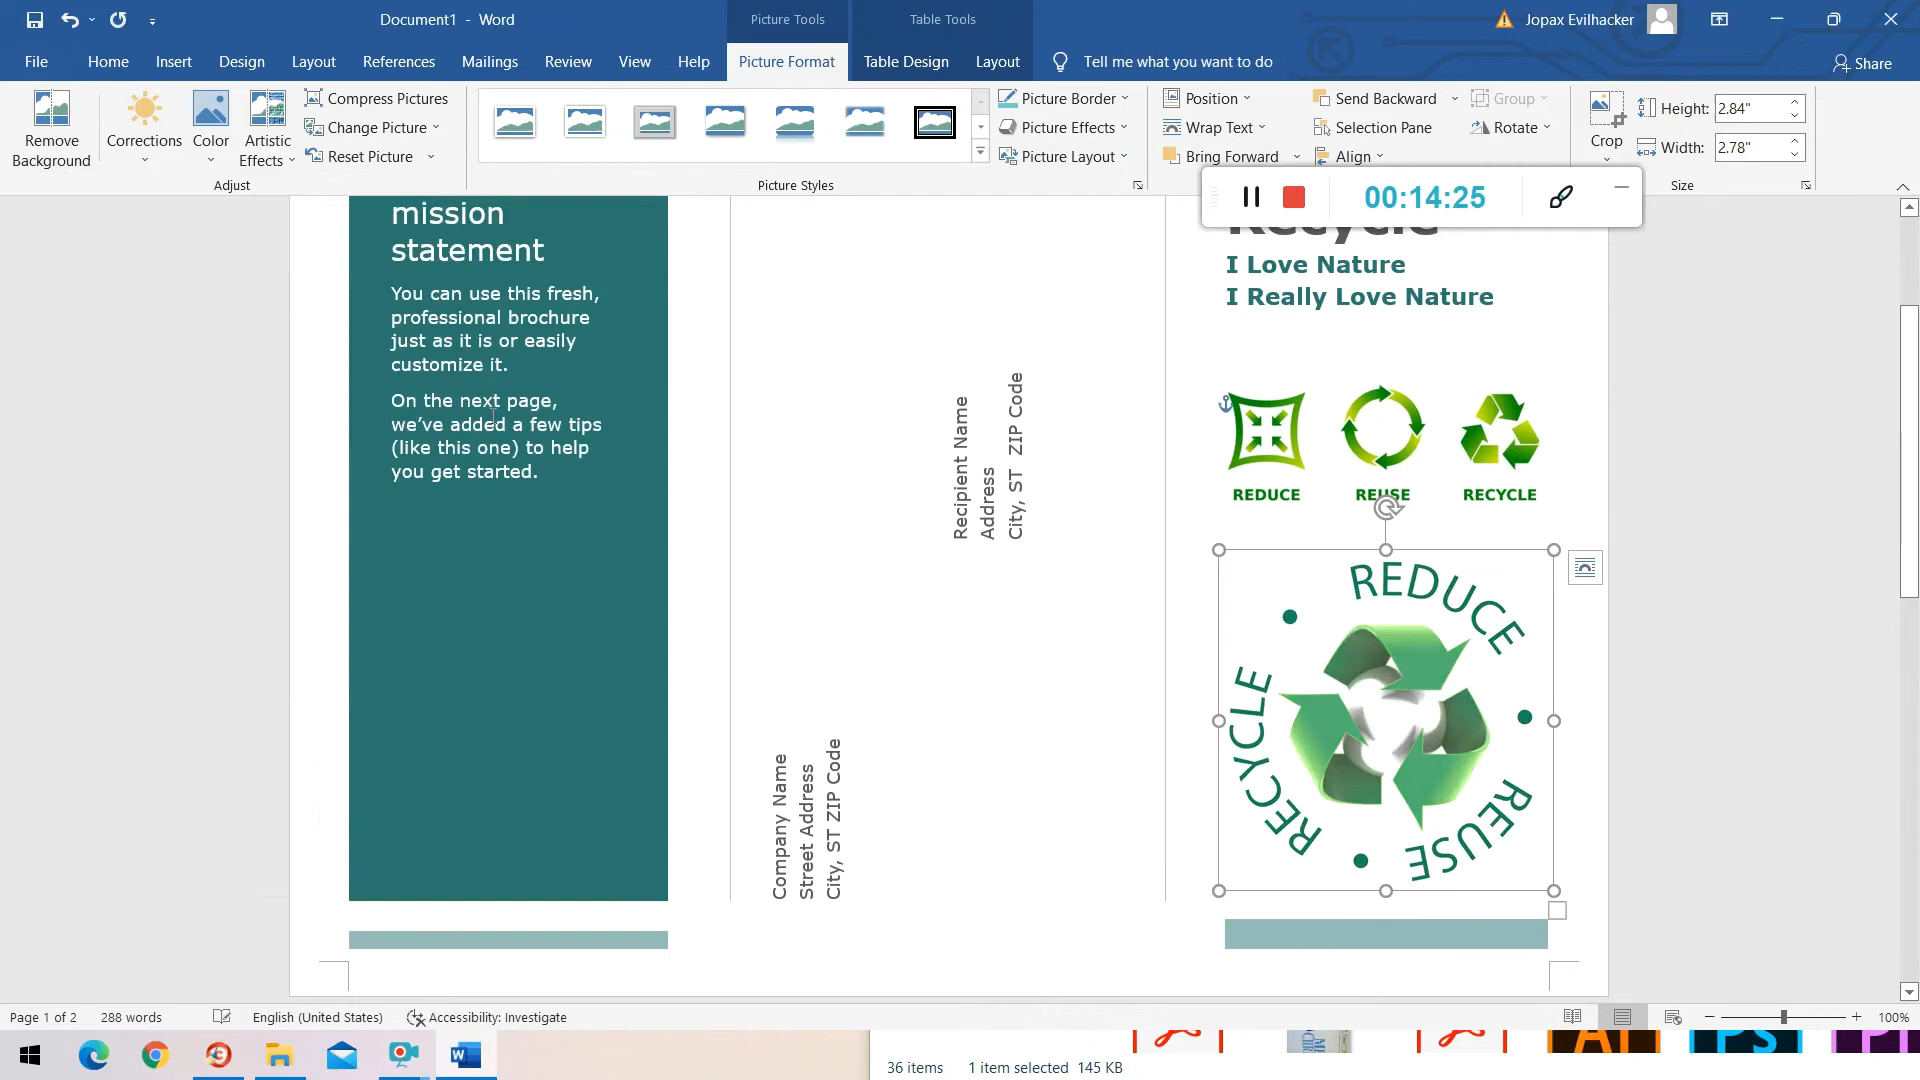 Document1 - Word
Picture Tools
Table Tools
Jopax Evilhacker
File
Home
Insert
Design
Layout
References
Mailings
Review
View
Help
Picture Format
Table Design
Layout
Tell me what you want to do
Share
Remove
Background
Corrections
Color
Artistic
Effects
Compress Pictures
Change Picture
Reset Picture
Adjust
Picture Styles
Picture Border
Picture Effects
Picture Layout
Position
Wrap Text
Bring Forward
Send Backward
Selection Pane
Align
Group
Rotate
Crop
Height: 2.84"
Width: 2.78"
Size
00:14:25
mission
statement
You can use this fresh,
professional brochure
just as it is or easily
customize it.
On the next page,
we’ve added a few tips
(like this one) to help
you get started.
Recipient Name
Address
City, ST ZIP Code
Company Name
Street Address
City, ST ZIP Code
Recycle
I Love Nature
I Really Love Nature
REDUCE
REUSE
RECYCLE
REDUCE
REUSE
RECYCLE
Page 1 of 2
288 words
English (United States)
Accessibility: Investigate
100%
36 items
1 item selected 145 KB